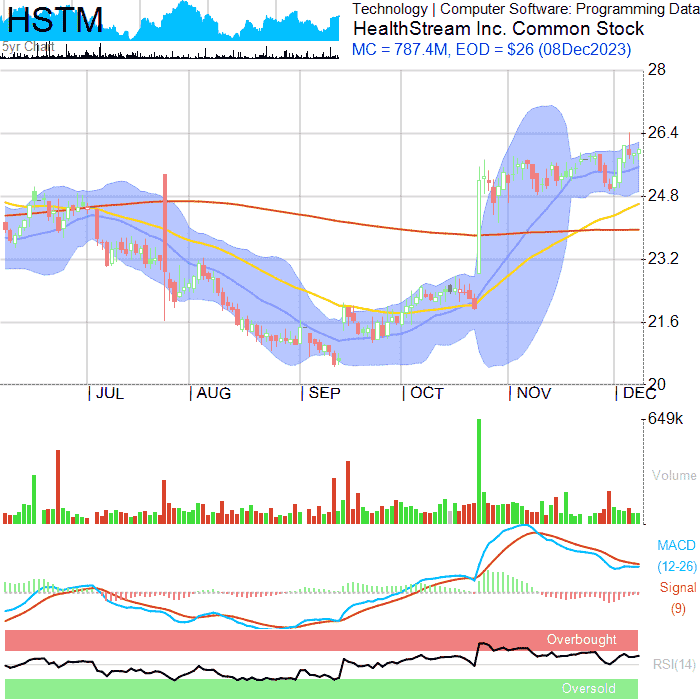 HSTM
5yr Chart
Technology | Computer Software: Programming Data
HealthStream Inc. Common Stock
MC = 787.4M, EOD = $26 (08Dec2023)
28
26.4
24.8
23.2
21.6
20
JUL
AUG
SEP
OCT
NOV
DEC
649k
Volume
MACD
(12-26)
Signal
(9)
Overbought
RSI(14)
Oversold